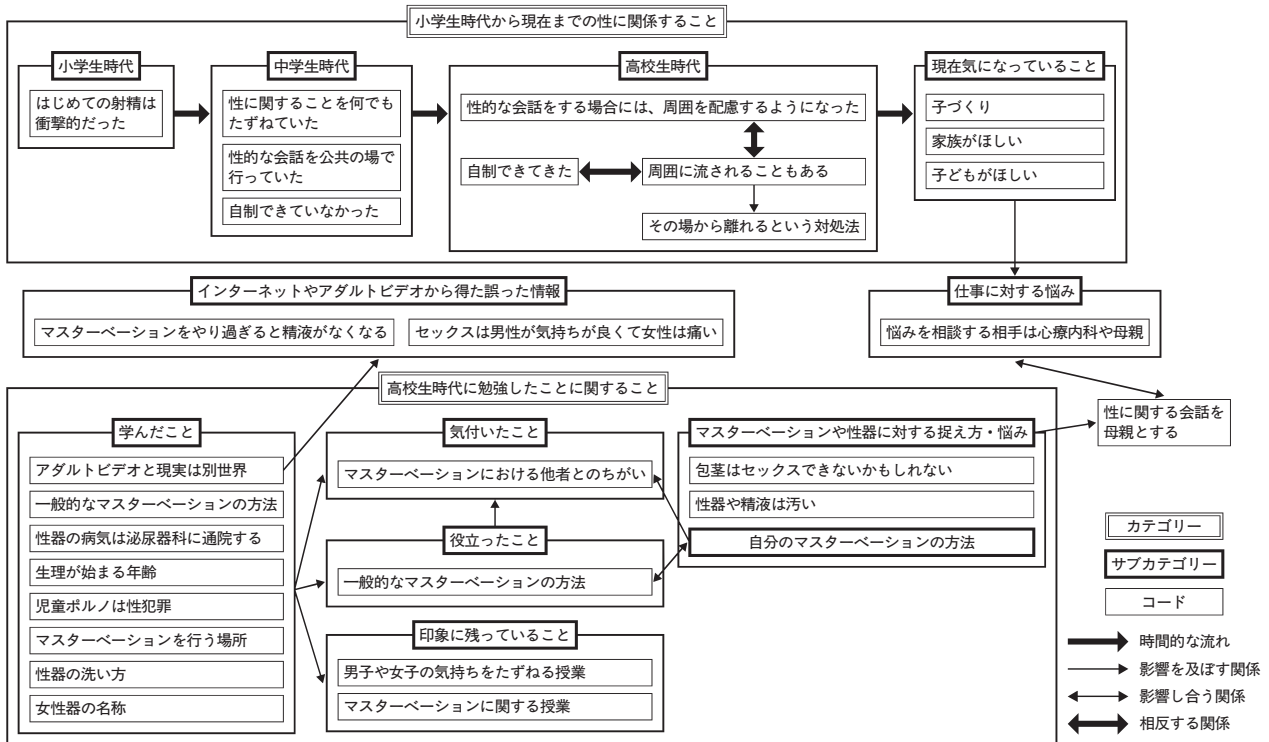 小学生時代から現在までの性に関係すること
小学生時代
はじめての射精は
衝撃的だった
中学生時代
性に関することを何でも
たずねていた
性的な会話を公共の場で
行っていた
自制できていなかった
高校生時代
性的な会話をする場合には、周囲を配慮するようになった
自制できてきた
周囲に流されることもある
その場から離れるという対処法
現在気になっていること
子づくり
家族がほしい
子どもがほしい
インターネットやアダルトビデオから得た誤った情報
マスターベーションをやり過ぎると精液がなくなる
セックスは男性が気持ちが良くて女性は痛い
仕事に対する悩み
悩みを相談する相手は心療内科や母親
高校生時代に勉強したことに関すること
学んだこと
アダルトビデオと現実は別世界
一般的なマスターベーションの方法
性器の病気は泌尿器科に通院する
生理が始まる年齢
児童ポルノは性犯罪
マスターベーションを行う場所
性器の洗い方
女性器の名称
気付いたこと
マスターベーションにおける他者とのちがい
役立ったこと
一般的なマスターベーションの方法
印象に残っていること
男子や女子の気持ちをたずねる授業
マスターベーションに関する授業
マスターベーションや性器に対する捉え方・悩み
包茎はセックスできないかもしれない
性器や精液は汚い
自分のマスターベーションの方法
性に関する会話を
母親とする
カテゴリー
サブカテゴリー
コード
時間的な流れ
影響を及ぼす関係
影響し合う関係
相反する関係